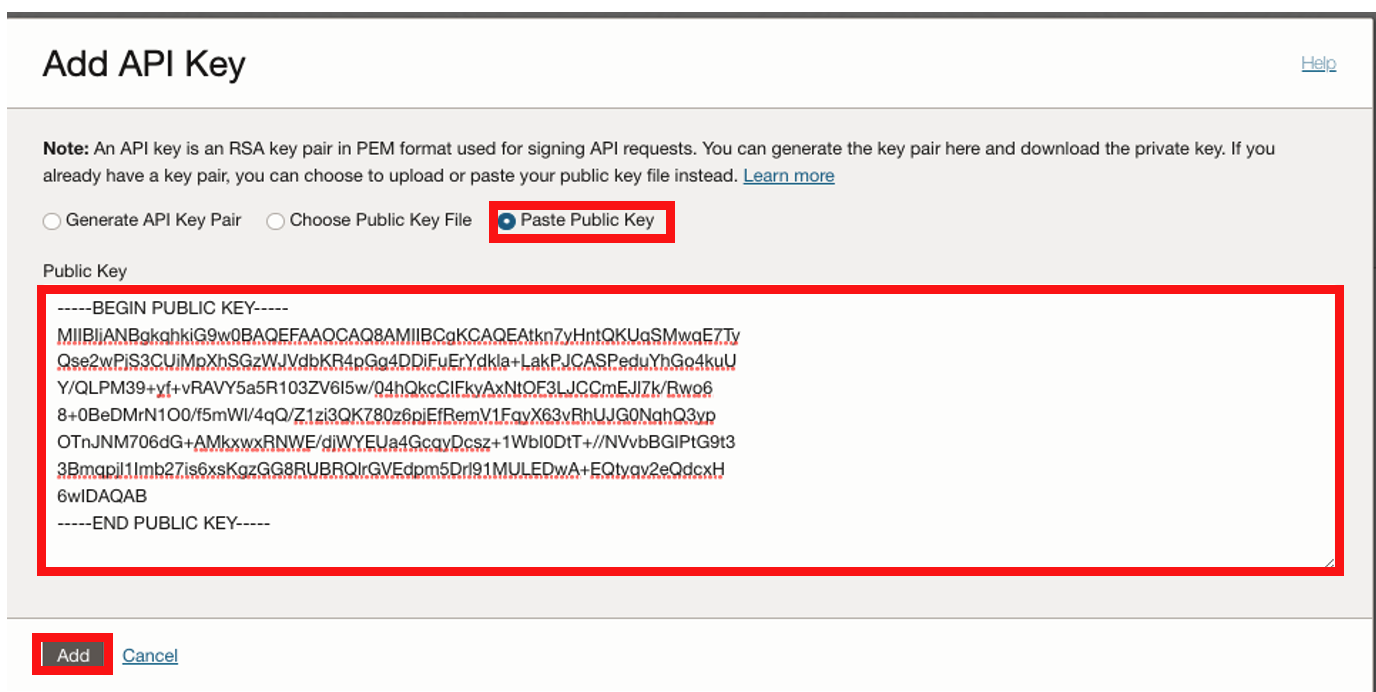 Add API Key
Help
Note: An API key is an RSA key pair in PEM format used for signing API requests. You can generate the key pair here and download the private key. If you
already have a key pair, you can choose to upload or paste your public key file instead. Learn more
Generate API Key Pair Choose Public Key File Paste Public Key
Public Key
-----BEGIN PUBLIC KEY-----
MIIBIjANBgkqhkiG9w0BAQEFAAOCAQ8AMIIBCgKCAQEAtkn7yHntQKUgSMwqE7Ty
Qse2wPjS3CUjMpXhSGzWJVdbKR4pGg4DDiFuErYdkla+LakPJCASPeduYhGo4kuU
Y/QLPM39+yf+vRAVY5a5R103ZV6I5w/04hQkcCIFkyAxNtOF3LJCCmEJl7k/Rwo6
8+0BeDMrN1O0/f5mWl/4qQ/Z1zi3QK780z6pjEfRemV1FqyX63vRhUJG0NqhQ3yp
OTnJNM706dG+AMkxwxRNWE/djWYEUa4GcqyDcsz+1WbI0DtT+//NVvbBGIPtG9t3
3Bmqpjl1Imb27is6xsKgzGG8RUBRQlrGVEdpm5Drl91MULEDwA+EQtyqv2eQdcxH
6wIDAQAB
-----END PUBLIC KEY-----
Add Cancel